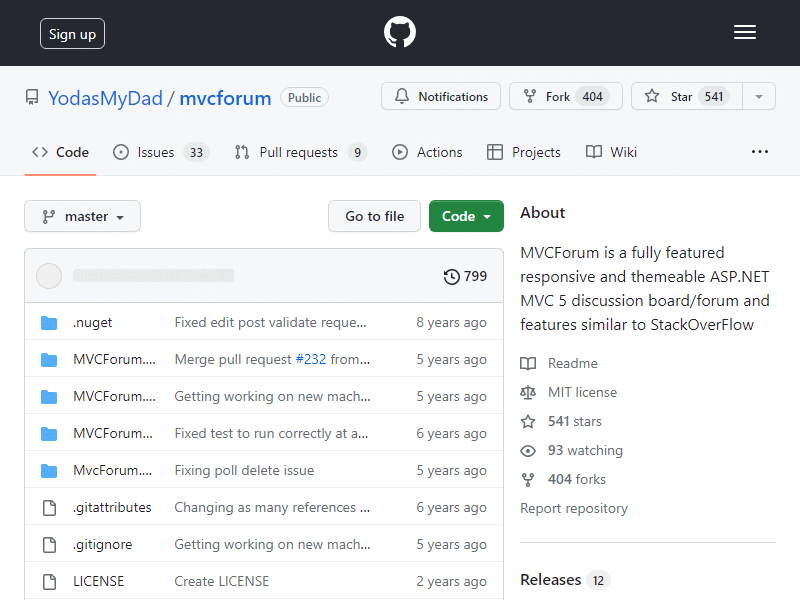 Sign up
YodasMyDad / mvcforum Public
Notifications Fork 404 Star 541
Code Issues 33 Pull requests 9 Actions Projects Wiki
master Go to file Code
799
.nuget Fixed edit post validate reque... 8 years ago
MVCForum.... Merge pull request #232 from... 5 years ago
MVCForum.... Getting working on new mach... 5 years ago
MVCForum... Fixed test to run correctly at a... 6 years ago
MvcForum.... Fixing poll delete issue 5 years ago
.gitattributes Changing as many references ... 6 years ago
.gitignore Getting working on new mach... 5 years ago
LICENSE Create LICENSE 2 years ago
About
MVCForum is a fully featured
responsive and themeable ASP.NET
MVC 5 discussion board/forum and
features similar to StackOverFlow
Readme
MIT license
541 stars
93 watching
404 forks
Report repository
Releases 12